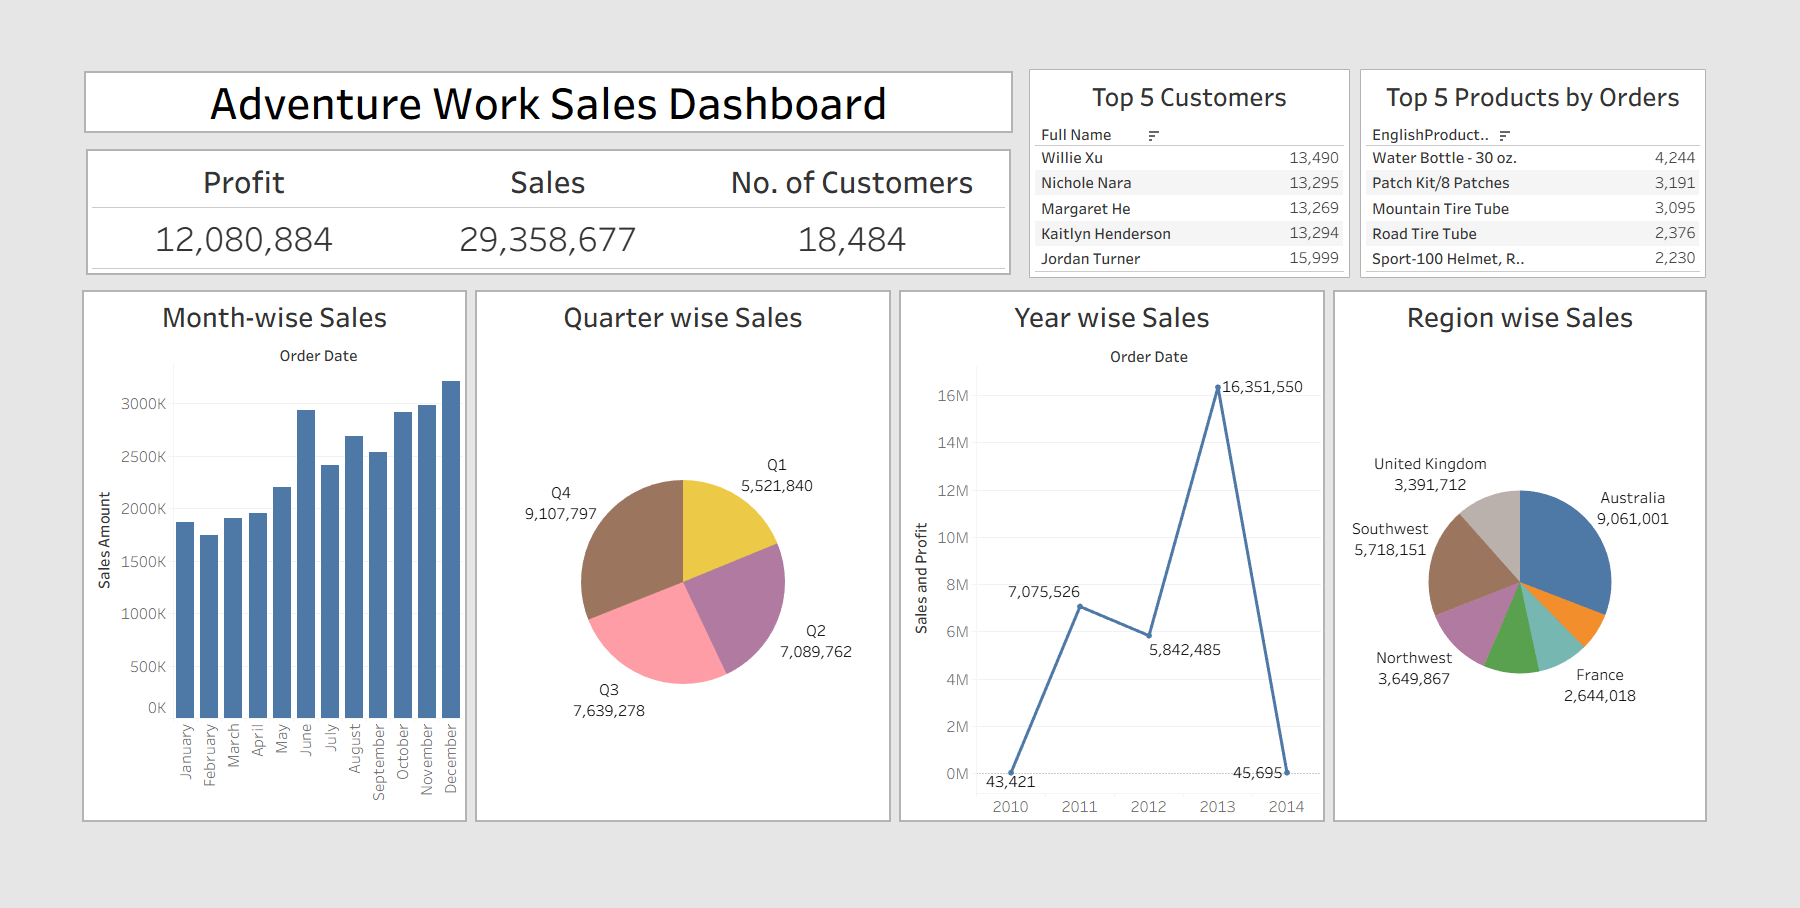 Adventure Work Sales Dashboard
Profit Sales No. of Customers
12,080,884 29,358,677 18,484
Top 5 Customers
Full Name
Willie Xu 13,490
Nichole Nara 13,295
Margaret He 13,269
Kaitlyn Henderson 13,294
Jordan Turner 15,999
Top 5 Products by Orders
EnglishProduct..
Water Bottle - 30 oz. 4,244
Patch Kit/8 Patches 3,191
Mountain Tire Tube 3,095
Road Tire Tube 2,376
Sport-100 Helmet, R.. 2,230
Month-wise Sales
Order Date
Sales Amount
3000K
2500K
2000K
1500K
1000K
500K
0K
January
February
March
April
May
June
July
August
September
October
November
December
Quarter wise Sales
Q1
5,521,840
Q4
9,107,797
Q2
7,089,762
Q3
7,639,278
Year wise Sales
Order Date
Sales and Profit
16M
14M
12M
10M
8M
6M
4M
2M
0M
16,351,550
7,075,526
5,842,485
43,421
45,695
2010 2011 2012 2013 2014
Region wise Sales
United Kingdom
3,391,712
Australia
9,061,001
Southwest
5,718,151
Northwest
3,649,867
France
2,644,018